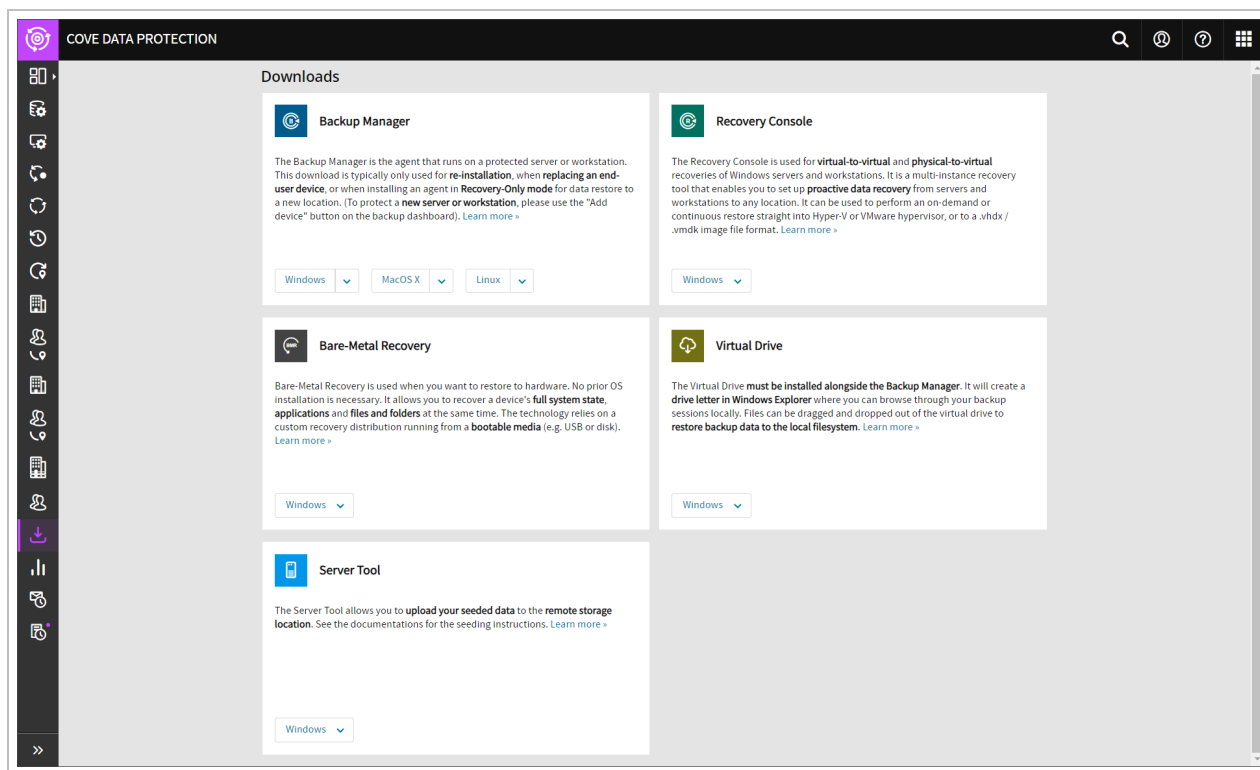 COVE DATA PROTECTION
Downloads
Backup Manager
The Backup Manager is the agent that runs on a protected server or workstation.
This download is typically only used for re-installation, when replacing an end-
user device, or when installing an agent in Recovery-Only mode for data restore to
a new location. (To protect a new server or workstation, please use the "Add
device" button on the backup dashboard). Learn more »
Windows
MacOS X
Linux
Recovery Console
The Recovery Console is used for virtual-to-virtual and physical-to-virtual
recoveries of Windows servers and workstations. It is a multi-instance recovery
tool that enables you to set up proactive data recovery from servers and
workstations to any location. It can be used to perform an on-demand or
continuous restore straight into Hyper-V or VMware hypervisor, or to a .vhdx /
.vmdk image file format. Learn more »
Windows
BMR
Bare-Metal Recovery
Bare-Metal Recovery is used when you want to restore to hardware. No prior OS
installation is necessary. It allows you to recover a device's full system state,
applications and files and folders at the same time. The technology relies on a
custom recovery distribution running from a bootable media (e.g. USB or disk).
Learn more »
Windows
Virtual Drive
The Virtual Drive must be installed alongside the Backup Manager. It will create a
drive letter in Windows Explorer where you can browse through your backup
sessions locally. Files can be dragged and dropped out of the virtual drive to
restore backup data to the local filesystem. Learn more »
Windows
Server Tool
The Server Tool allows you to upload your seeded data to the remote storage
location. See the documentations for the seeding instructions. Learn more »
Windows